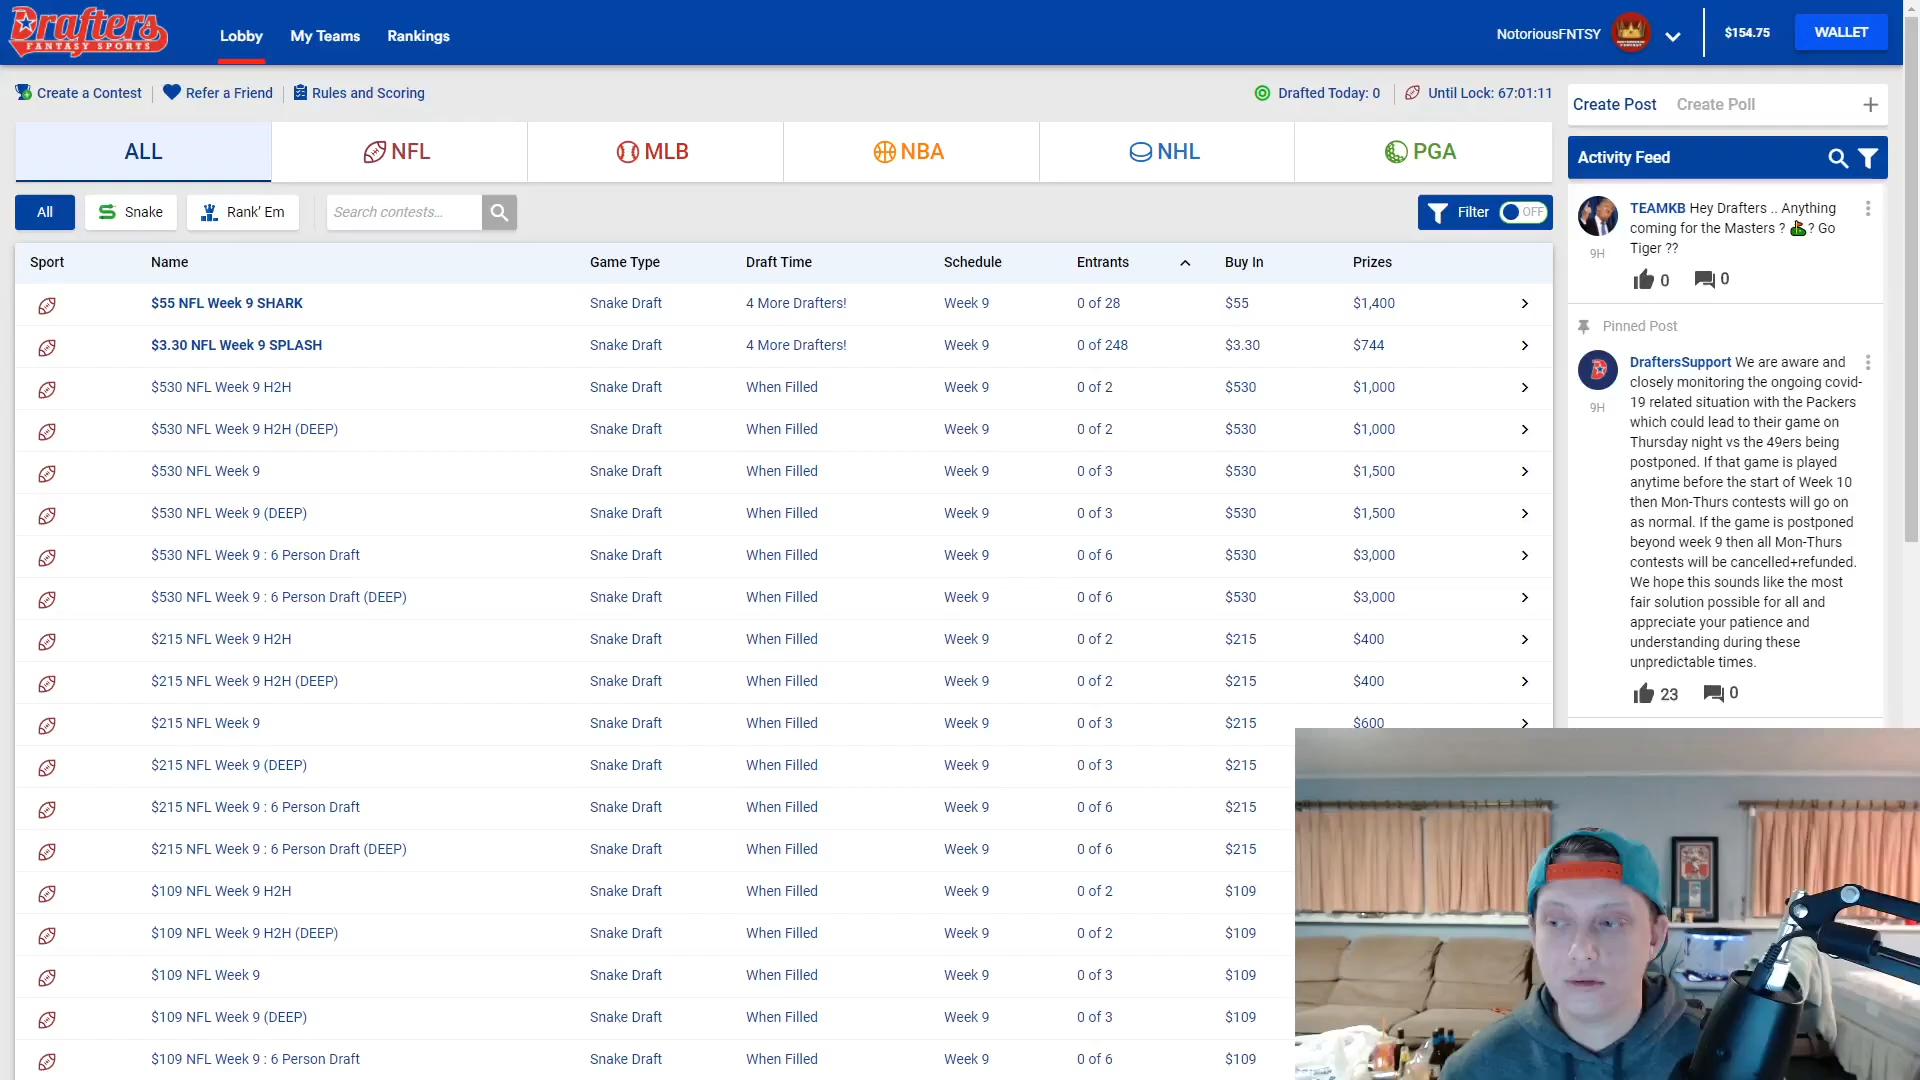 Drafters
FANTASY SPORTS
Lobby
My Teams
Rankings
NotoriousFNTSY
$154.75
WALLET
Create a Contest
Refer a Friend
Rules and Scoring
Drafted Today: 0
Until Lock: 67:01:11
ALL
NFL
MLB
NBA
NHL
PGA
All
Snake
Rank' Em
Search contests...
Filter
OFF
Sport Name Game Type Draft Time Schedule Entrants Buy In Prizes
$55 NFL Week 9 SHARK Snake Draft 4 More Drafters! Week 9 0 of 28 $55 $1,400
$3.30 NFL Week 9 SPLASH Snake Draft 4 More Drafters! Week 9 0 of 248 $3.30 $744
$530 NFL Week 9 H2H Snake Draft When Filled Week 9 0 of 2 $530 $1,000
$530 NFL Week 9 H2H (DEEP) Snake Draft When Filled Week 9 0 of 2 $530 $1,000
$530 NFL Week 9 Snake Draft When Filled Week 9 0 of 3 $530 $1,500
$530 NFL Week 9 (DEEP) Snake Draft When Filled Week 9 0 of 3 $530 $1,500
$530 NFL Week 9 : 6 Person Draft Snake Draft When Filled Week 9 0 of 6 $530 $3,000
$530 NFL Week 9 : 6 Person Draft (DEEP) Snake Draft When Filled Week 9 0 of 6 $530 $3,000
$215 NFL Week 9 H2H Snake Draft When Filled Week 9 0 of 2 $215 $400
$215 NFL Week 9 H2H (DEEP) Snake Draft When Filled Week 9 0 of 2 $215 $400
$215 NFL Week 9 Snake Draft When Filled Week 9 0 of 3 $215 $600
$215 NFL Week 9 (DEEP) Snake Draft When Filled Week 9 0 of 3 $215
$215 NFL Week 9 : 6 Person Draft Snake Draft When Filled Week 9 0 of 6 $215
$215 NFL Week 9 : 6 Person Draft (DEEP) Snake Draft When Filled Week 9 0 of 6 $215
$109 NFL Week 9 H2H Snake Draft When Filled Week 9 0 of 2 $109
$109 NFL Week 9 H2H (DEEP) Snake Draft When Filled Week 9 0 of 2 $109
$109 NFL Week 9 Snake Draft When Filled Week 9 0 of 3 $109
$109 NFL Week 9 (DEEP) Snake Draft When Filled Week 9 0 of 3 $109
$109 NFL Week 9 : 6 Person Draft Snake Draft When Filled Week 9 0 of 6 $109
Create Post Create Poll
Activity Feed
TEAMKB Hey Drafters .. Anything
coming for the Masters ? ⛳? Go
Tiger ??
9H
0 0
Pinned Post
DraftersSupport We are aware and
closely monitoring the ongoing covid-
19 related situation with the Packers
which could lead to their game on
Thursday night vs the 49ers being
postponed. If that game is played
anytime before the start of Week 10
then Mon-Thurs contests will go on
as normal. If the game is postponed
beyond week 9 then all Mon-Thurs
contests will be cancelled+refunded.
We hope this sounds like the most
fair solution possible for all and
appreciate your patience and
understanding during these
unpredictable times.
9H
23 0